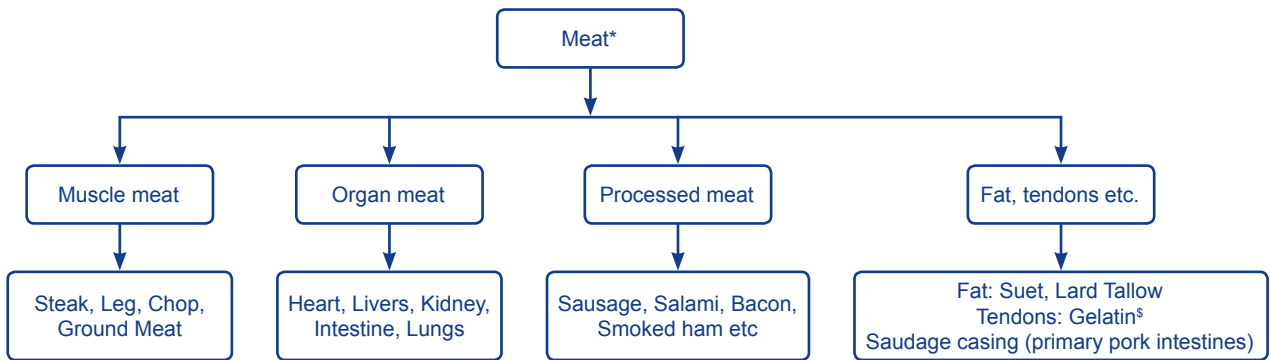 Meat*
Muscle meat
Organ meat
Processed meat
Fat, tendons etc.
Steak, Leg, Chop,
Ground Meat
Heart, Livers, Kidney,
Intestine, Lungs
Sausage, Salami, Bacon,
Smoked ham etc
Fat: Suet, Lard Tallow
Tendons: Gelatin$
Saudage casing (primary pork intestines)